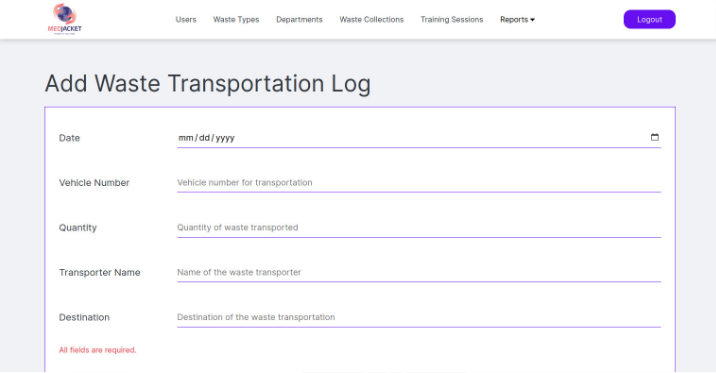 MEDJACKET
Users Waste Types Departments Waste Collections Training Sessions Reports Logout
Add Waste Transportation Log
Date mm/dd/yyyy
Vehicle Number Vehicle number for transportation
Quantity Quantity of waste transported
Transporter Name Name of the waste transporter
Destination Destination of the waste transportation
All fields are required.